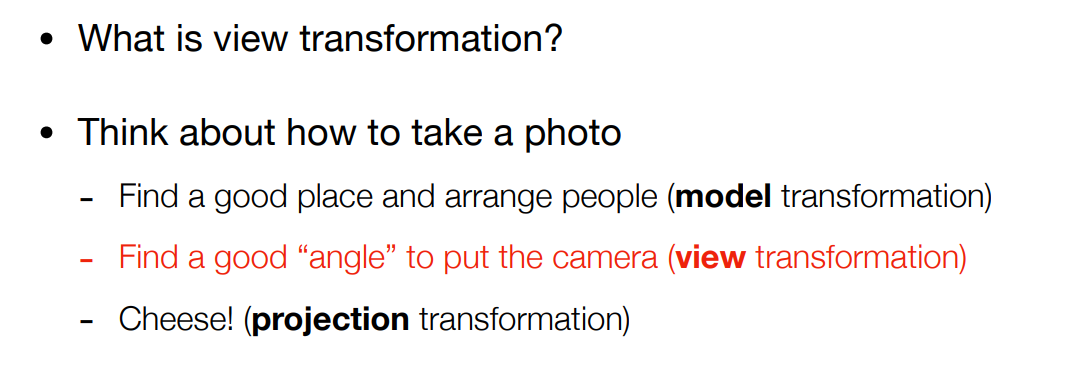 • What is view transformation?
• Think about how to take a photo
- Find a good place and arrange people (model transformation)
- Find a good “angle” to put the camera (view transformation)
- Cheese! (projection transformation)